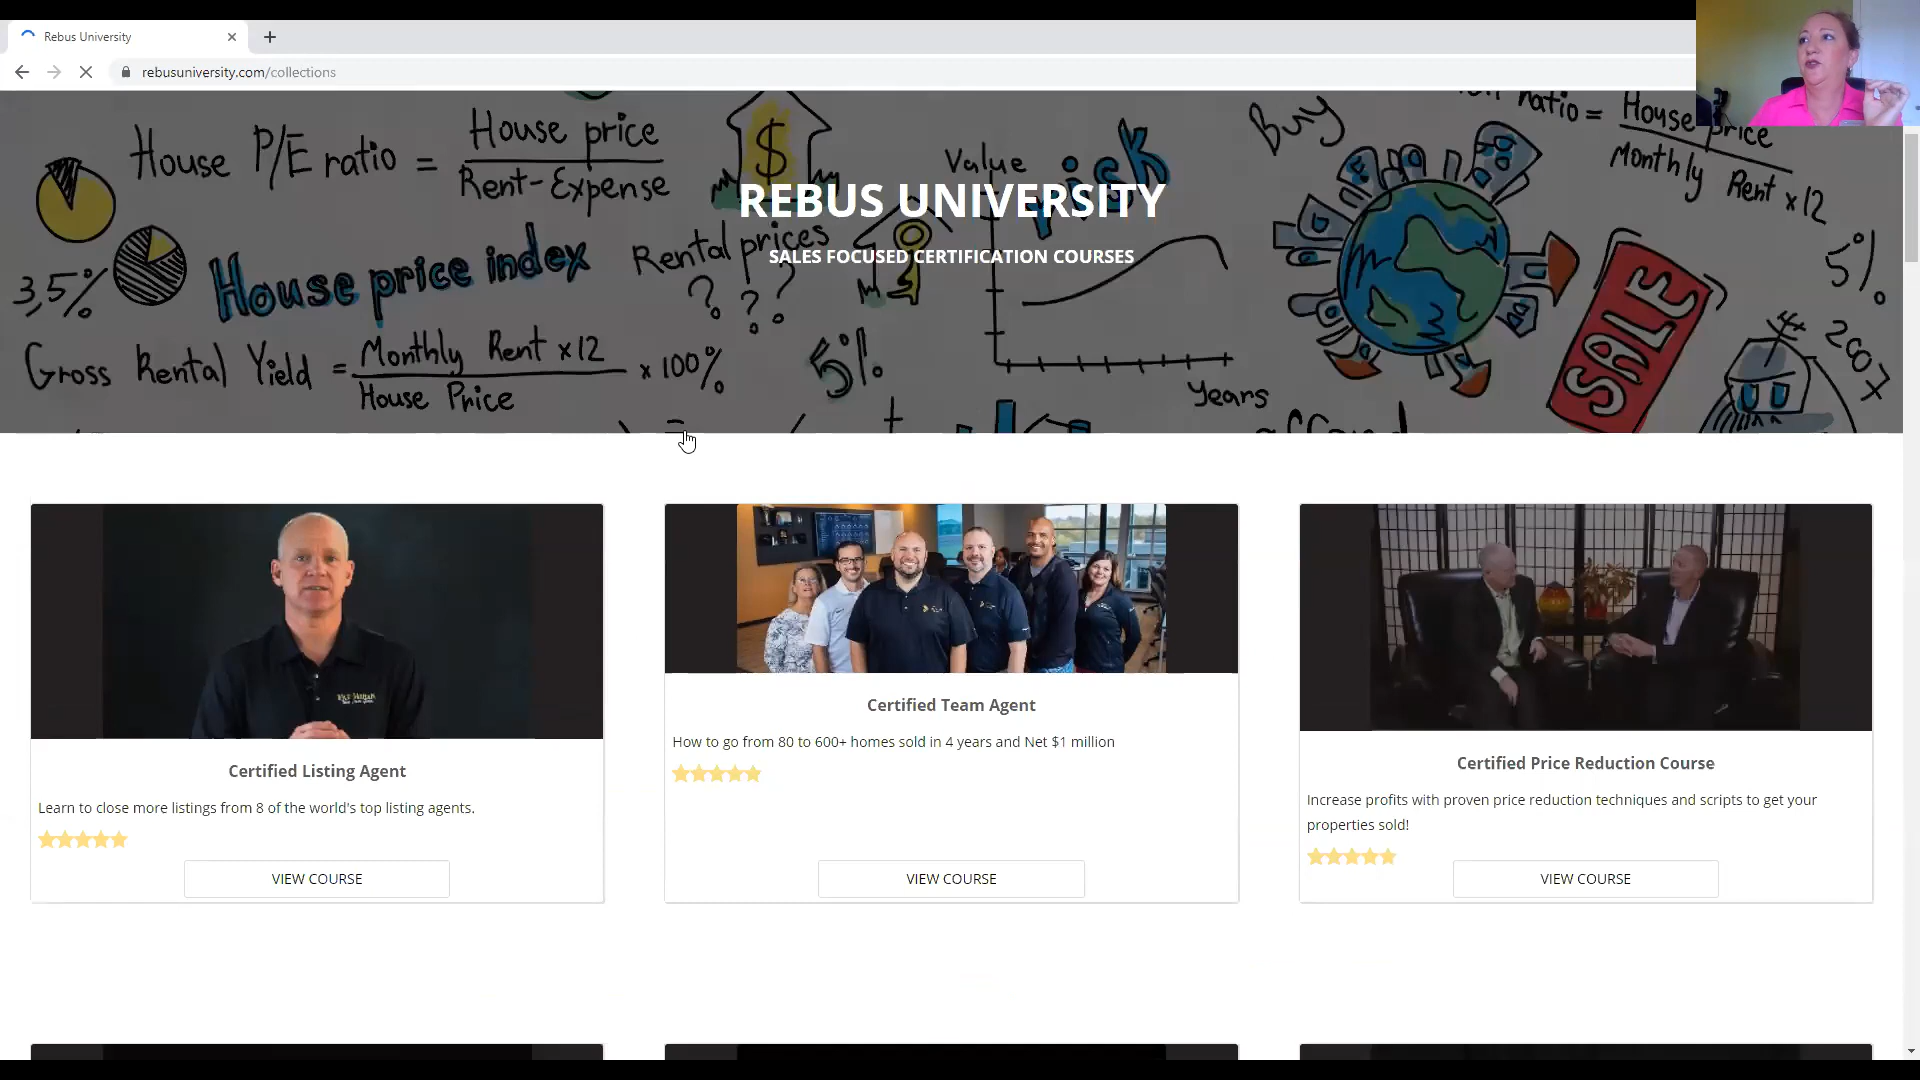 Rebus University
rebusuniversity.com/collections
House P/E ratio = House price
Rent-Expense
$
Value
Risk
Buy
ratio = House price
Monthly Rent x12
REBUS UNIVERSITY
SALES FOCUSED CERTIFICATION COURSES
3,5%
House price index
Rental prices
? ? ?
5%
SALE
200%
Gross Rental Yield = Monthly Rent x12 x 100%
House Price
5%
Years
afford
Certified Listing Agent
Learn to close more listings from 8 of the world's top listing agents.
VIEW COURSE
Certified Team Agent
How to go from 80 to 600+ homes sold in 4 years and Net $1 million
VIEW COURSE
Certified Price Reduction Course
Increase profits with proven price reduction techniques and scripts to get your
properties sold!
VIEW COURSE